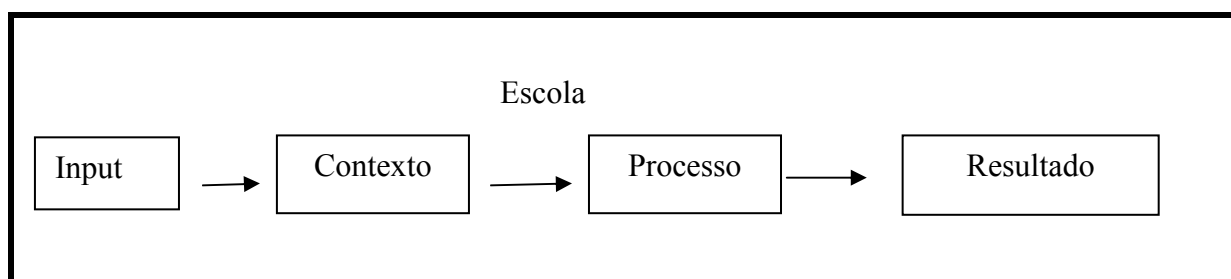 Escola
Input
Contexto
Processo
Resultado